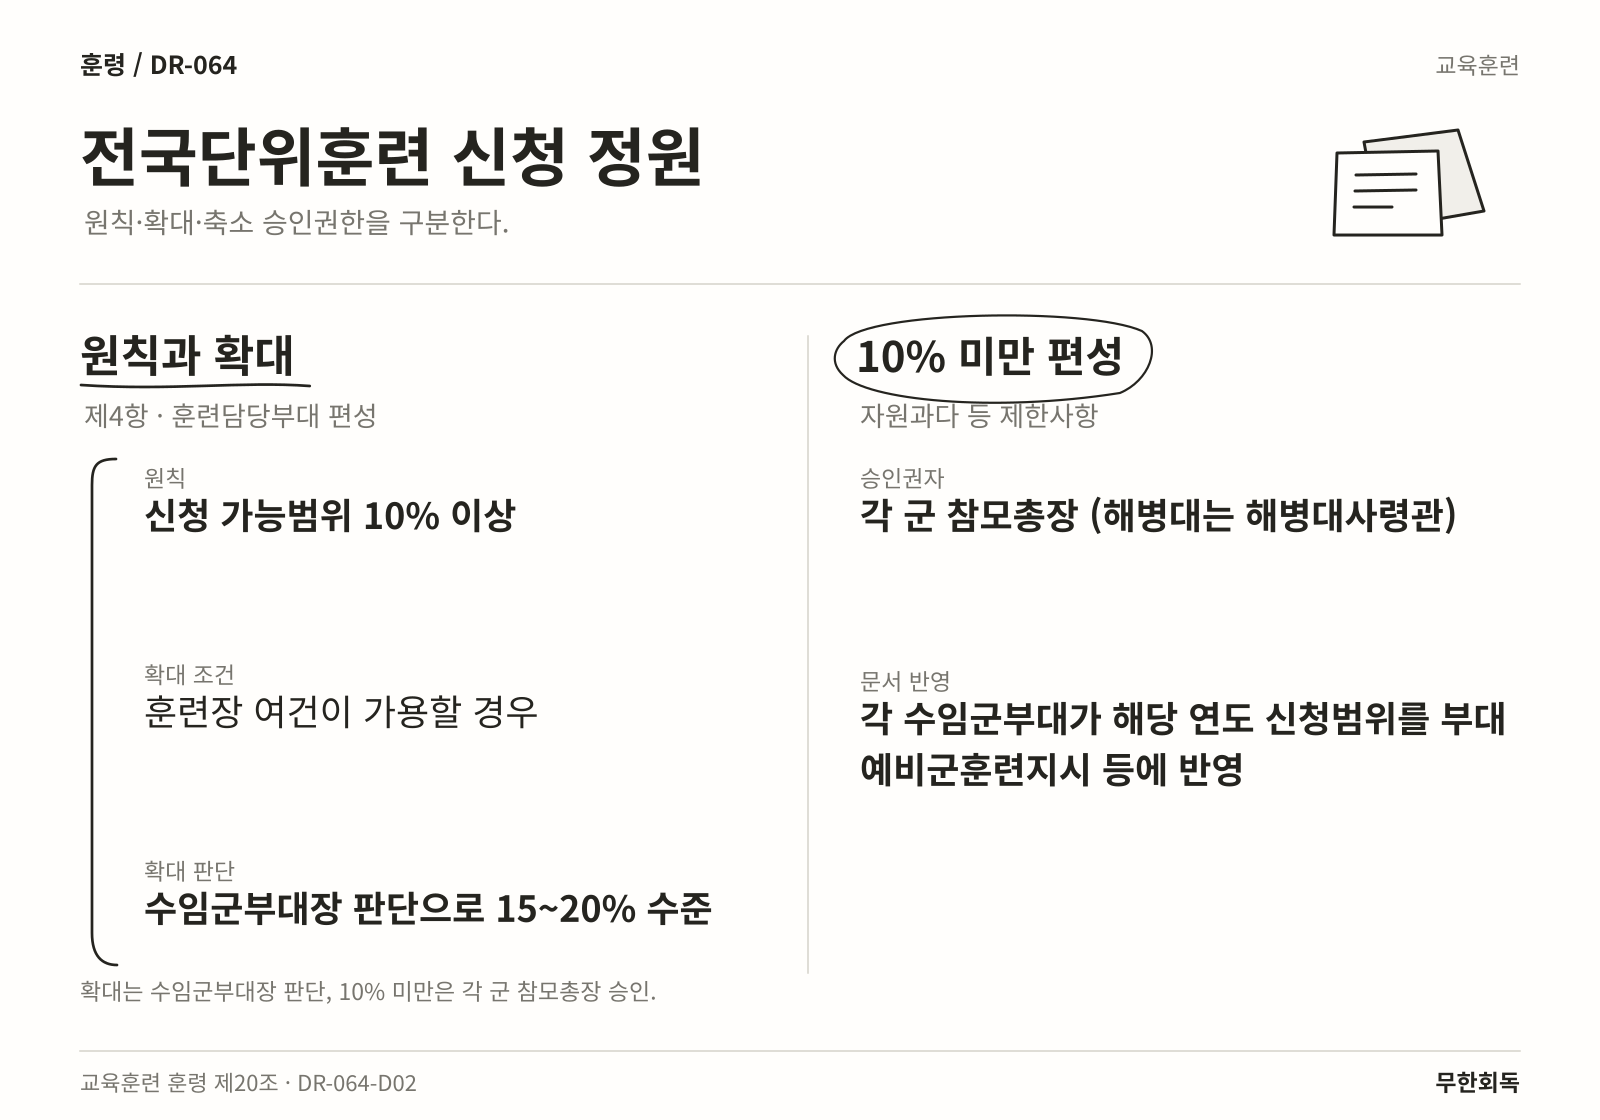 훈령 / DR-064
교육훈련
전국단위훈련 신청 정원
원칙·확대·축소 승인권한을 구분한다.
원칙과 확대
제4항 · 훈련담당부대 편성
원칙
신청 가능범위 10% 이상
확대 조건
훈련장 여건이 가용할 경우
확대 판단
수임군부대장 판단으로 15~20% 수준
확대는 수임군부대장 판단, 10% 미만은 각 군 참모총장 승인.
10% 미만 편성
자원과다 등 제한사항
승인권자
각 군 참모총장 (해병대는 해병대사령관)
문서 반영
각 수임군부대가 해당 연도 신청범위를 부대
예비군훈련지시 등에 반영
교육훈련 훈령 제20조 · DR-064-D02
무한회독